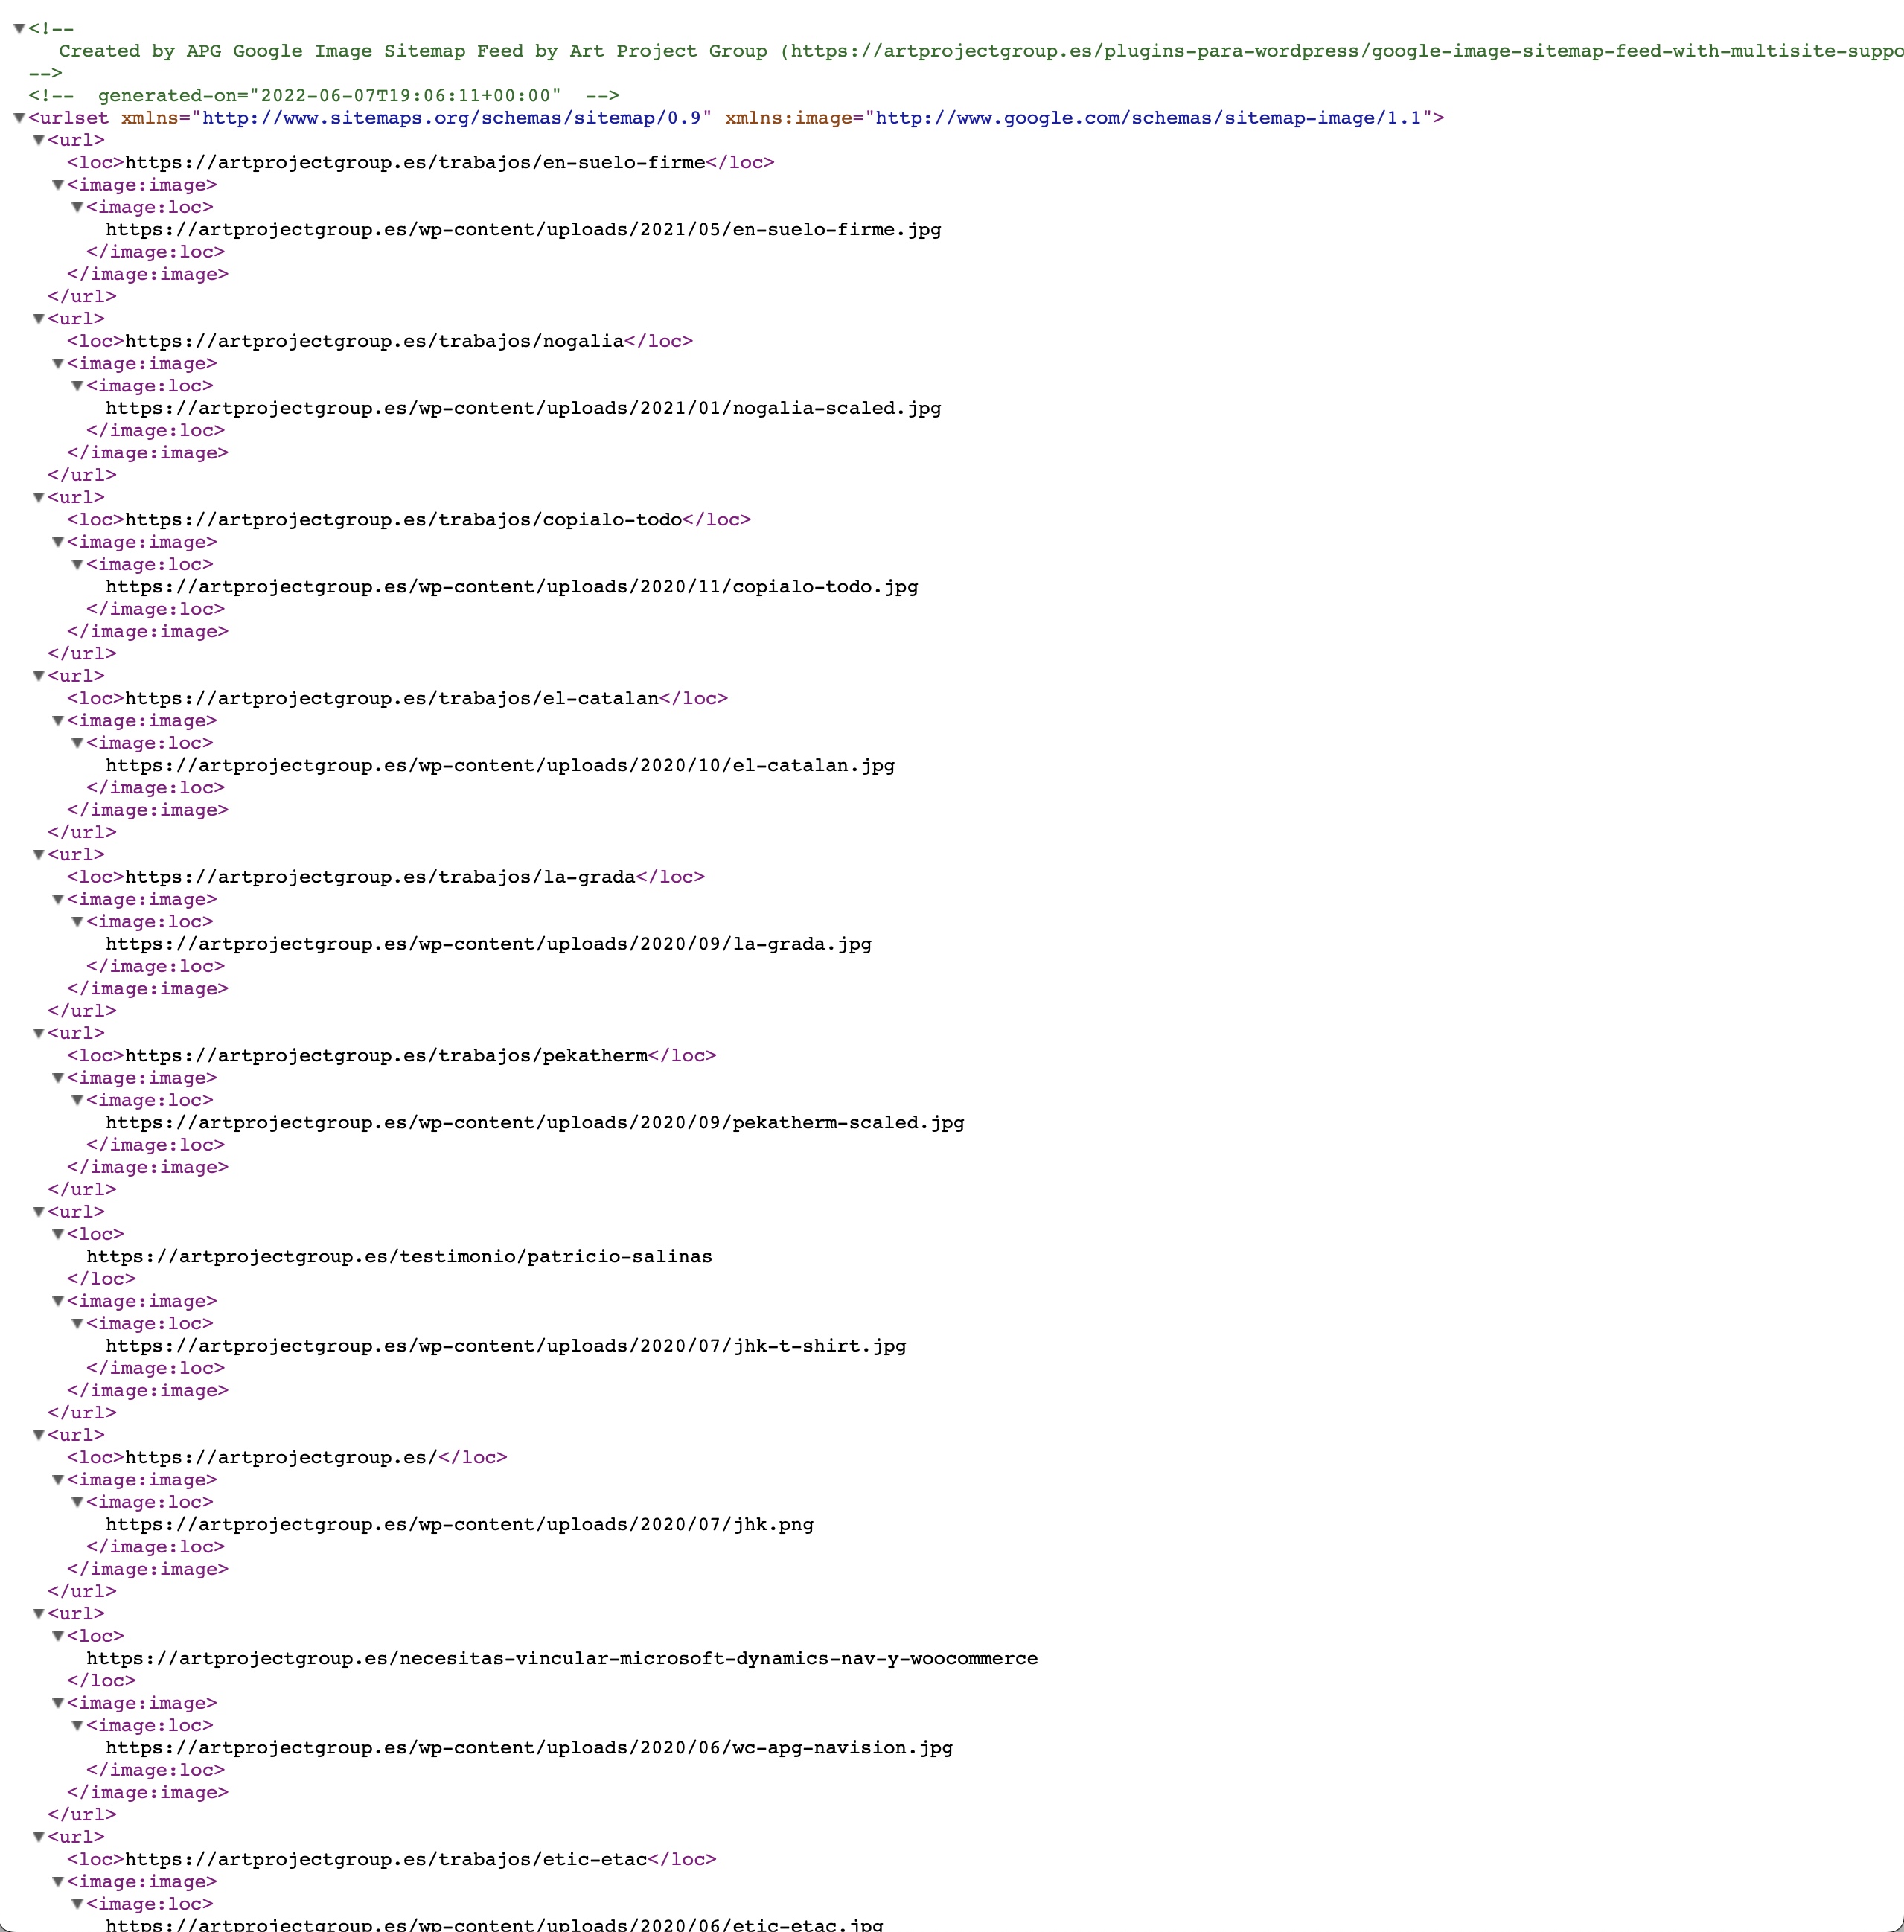 <!--
Created by APG Google Image Sitemap Feed by Art Project Group (https://artprojectgroup.es/plugins-para-wordpress/google-image-sitemap-feed-with-multisite-suppo
-->
<!-- generated-on="2022-06-07T19:06:11+00:00" -->
<urlset xmlns="http://www.sitemaps.org/schemas/sitemap/0.9" xmlns:image="http://www.google.com/schemas/sitemap-image/1.1">
<url>
<loc>https://artprojectgroup.es/trabajos/en-suelo-firme</loc>
<image:image>
<image:loc>
https://artprojectgroup.es/wp-content/uploads/2021/05/en-suelo-firme.jpg
</image:loc>
</image:image>
</url>
<url>
<loc>https://artprojectgroup.es/trabajos/nogalia</loc>
<image:image>
<image:loc>
https://artprojectgroup.es/wp-content/uploads/2021/01/nogalia-scaled.jpg
</image:loc>
</image:image>
</url>
<url>
<loc>https://artprojectgroup.es/trabajos/copialo-todo</loc>
<image:image>
<image:loc>
https://artprojectgroup.es/wp-content/uploads/2020/11/copialo-todo.jpg
</image:loc>
</image:image>
</url>
<url>
<loc>https://artprojectgroup.es/trabajos/el-catalan</loc>
<image:image>
<image:loc>
https://artprojectgroup.es/wp-content/uploads/2020/10/el-catalan.jpg
</image:loc>
</image:image>
</url>
<url>
<loc>https://artprojectgroup.es/trabajos/la-grada</loc>
<image:image>
<image:loc>
https://artprojectgroup.es/wp-content/uploads/2020/09/la-grada.jpg
</image:loc>
</image:image>
</url>
<url>
<loc>https://artprojectgroup.es/trabajos/pekatherm</loc>
<image:image>
<image:loc>
https://artprojectgroup.es/wp-content/uploads/2020/09/pekatherm-scaled.jpg
</image:loc>
</image:image>
</url>
<url>
<loc>
https://artprojectgroup.es/testimonio/patricio-salinas
</loc>
<image:image>
<image:loc>
https://artprojectgroup.es/wp-content/uploads/2020/07/jhk-t-shirt.jpg
</image:loc>
</image:image>
</url>
<url>
<loc>https://artprojectgroup.es/</loc>
<image:image>
<image:loc>
https://artprojectgroup.es/wp-content/uploads/2020/07/jhk.png
</image:loc>
</image:image>
</url>
<url>
<loc>
https://artprojectgroup.es/necesitas-vincular-microsoft-dynamics-nav-y-woocommerce
</loc>
<image:image>
<image:loc>
https://artprojectgroup.es/wp-content/uploads/2020/06/wc-apg-navision.jpg
</image:loc>
</image:image>
</url>
<url>
<loc>https://artprojectgroup.es/trabajos/etic-etac</loc>
<image:image>
<image:loc>
https://artprojectgroup.es/wp-content/uploads/2020/06/etic-etac.jpg